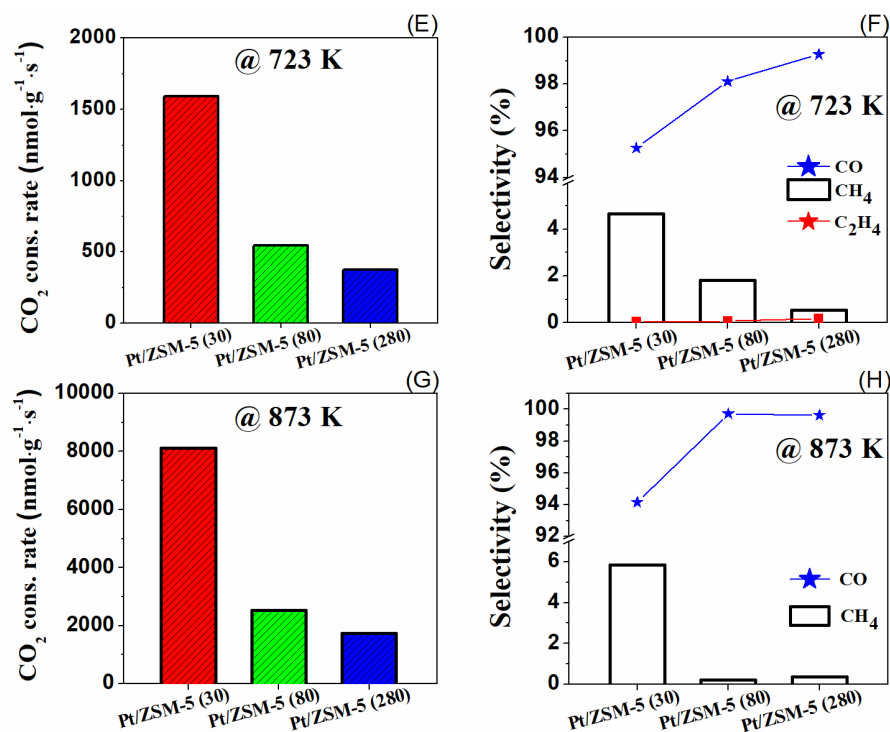 (E)
@ 723 K
CO₂ cons. rate (nmol·g⁻¹·s⁻¹)
2000
1500
1000
500
0
Pt/ZSM-5 (30)
Pt/ZSM-5 (80)
Pt/ZSM-5 (280)
(F)
@ 723 K
Selectivity (%)
100
98
96
94
4
2
0
CO
CH₄
C₂H₄
Pt/ZSM-5 (30)
Pt/ZSM-5 (80)
Pt/ZSM-5 (280)
(G)
@ 873 K
CO₂ cons. rate (nmol·g⁻¹·s⁻¹)
10000
8000
6000
4000
2000
0
Pt/ZSM-5 (30)
Pt/ZSM-5 (80)
Pt/ZSM-5 (280)
(H)
@ 873 K
Selectivity (%)
100
98
96
94
92
6
4
2
0
CO
CH₄
Pt/ZSM-5 (30)
Pt/ZSM-5 (80)
Pt/ZSM-5 (280)